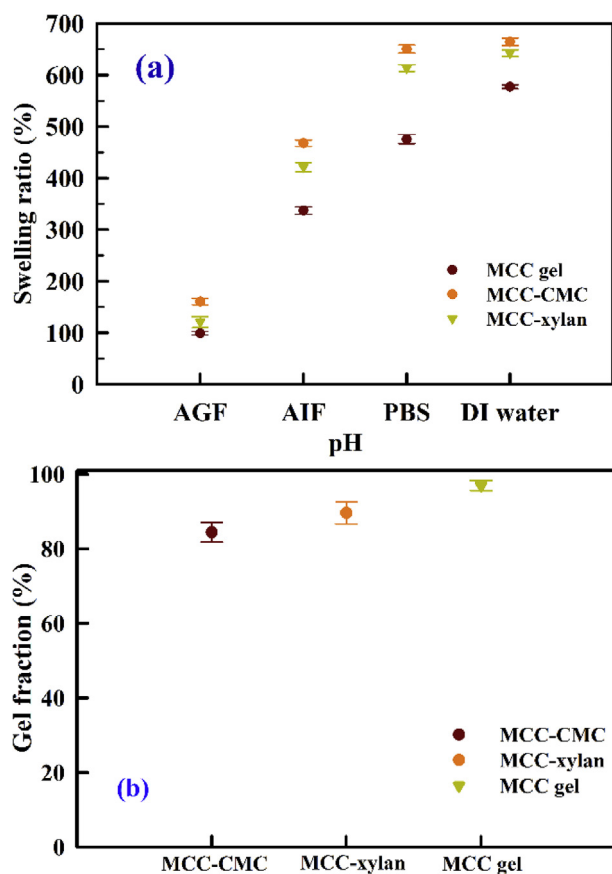 700
600
500
400
300
200
100
0
Swelling ratio (%)
(a)
MCC gel
MCC-CMC
MCC-xylan
AGF AIF PBS DI water
pH
100
80
60
40
20
0
Gel fraction (%)
MCC-CMC
MCC-xylan
MCC gel
(b)
MCC-CMC MCC-xylan MCC gel